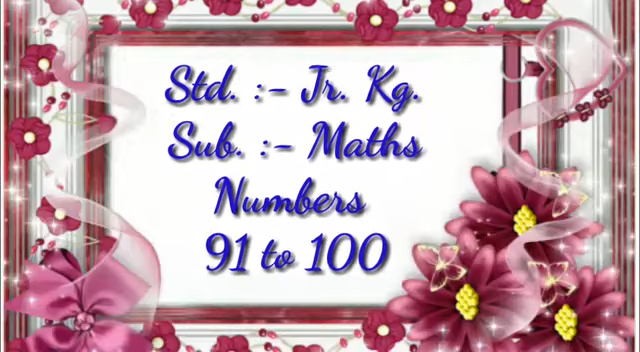 Std. :- Jr. Kg.
Sub. :- Maths
Numbers
91 to 100